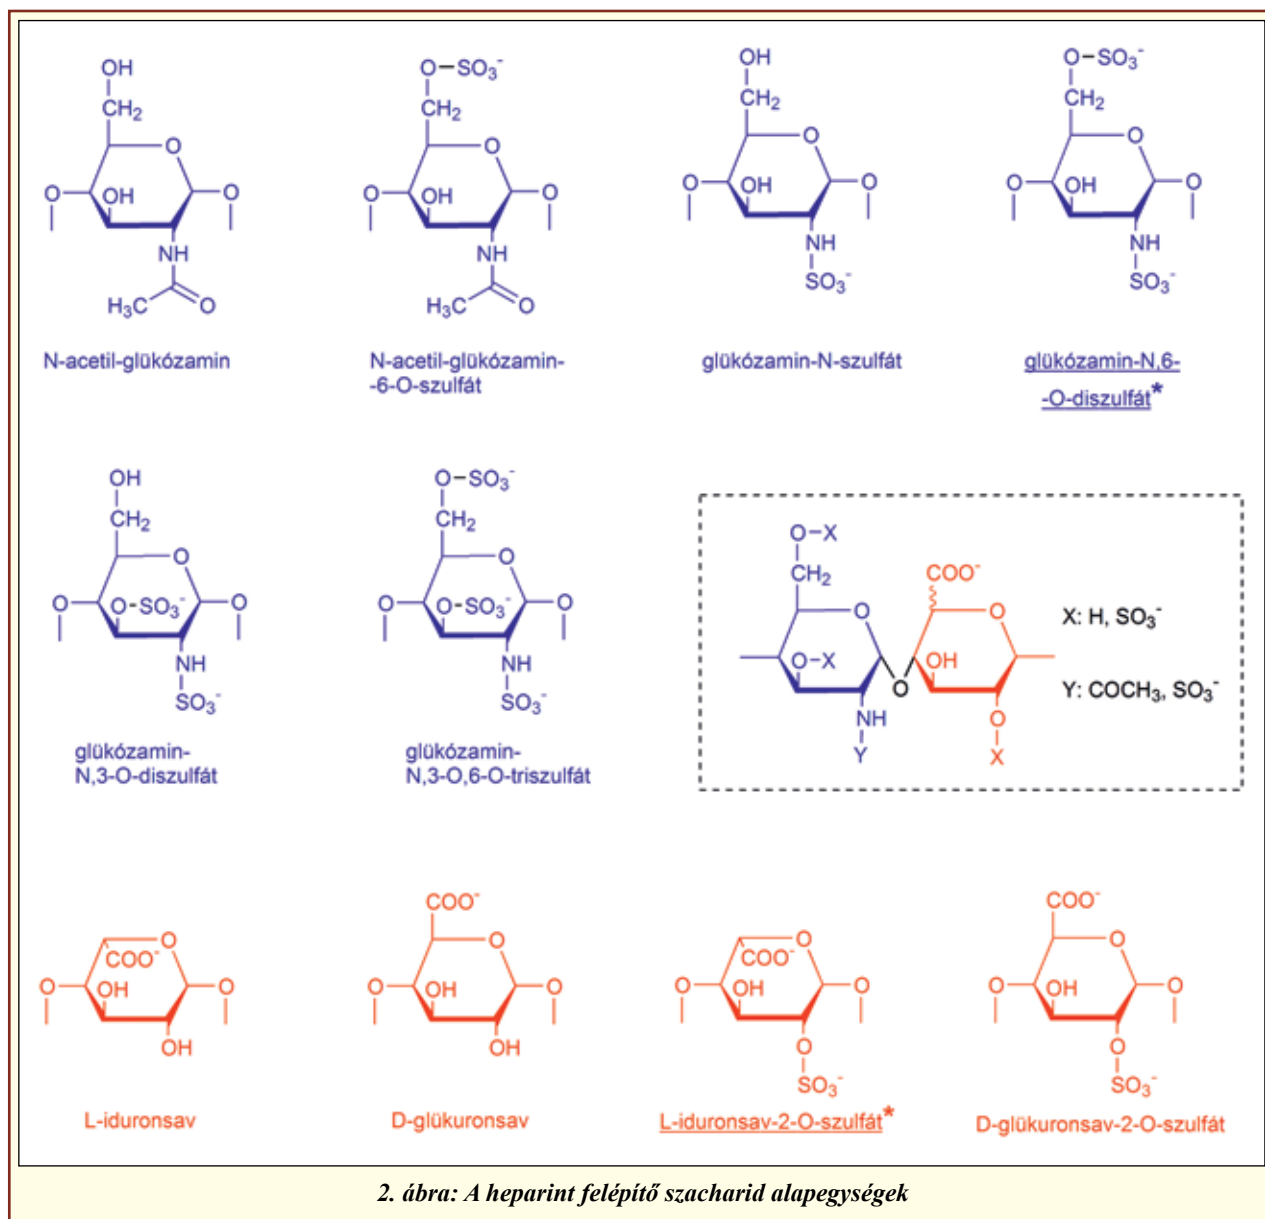 OH
CH₂
O
O
O
OH
NH
H₃C
O
N-acetil-glükózamin
O–SO₃⁻
CH₂
O
O
O
OH
NH
H₃C
O
N-acetil-glükózamin-
-6-O-szulfát
OH
CH₂
O
O
O
OH
NH
SO₃⁻
glükózamin-N-szulfát
O–SO₃⁻
CH₂
O
O
O
OH
NH
SO₃⁻
glükózamin-N,6-
-O-diszulfát*
OH
CH₂
O
O
O
O–SO₃⁻
NH
SO₃⁻
glükózamin-
N,3-O-diszulfát
O–SO₃⁻
CH₂
O
O
O
O–SO₃⁻
NH
SO₃⁻
glükózamin-
N,3-O,6-O-triszulfát
O–X
CH₂
O
O–X
NH
Y
O
COO⁻
O
OH
O
X
X: H, SO₃⁻
Y: COCH₃, SO₃⁻
O
COO⁻
O
O
OH
OH
L-iduronsav
COO⁻
O
O
O
OH
OH
D-glükuronsav
O
COO⁻
O
O
OH
O
SO₃⁻
L-iduronsav-2-O-szulfát*
COO⁻
O
O
O
OH
O
SO₃⁻
D-glükuronsav-2-O-szulfát
2. ábra: A heparint felépítő szacharid alapegységek